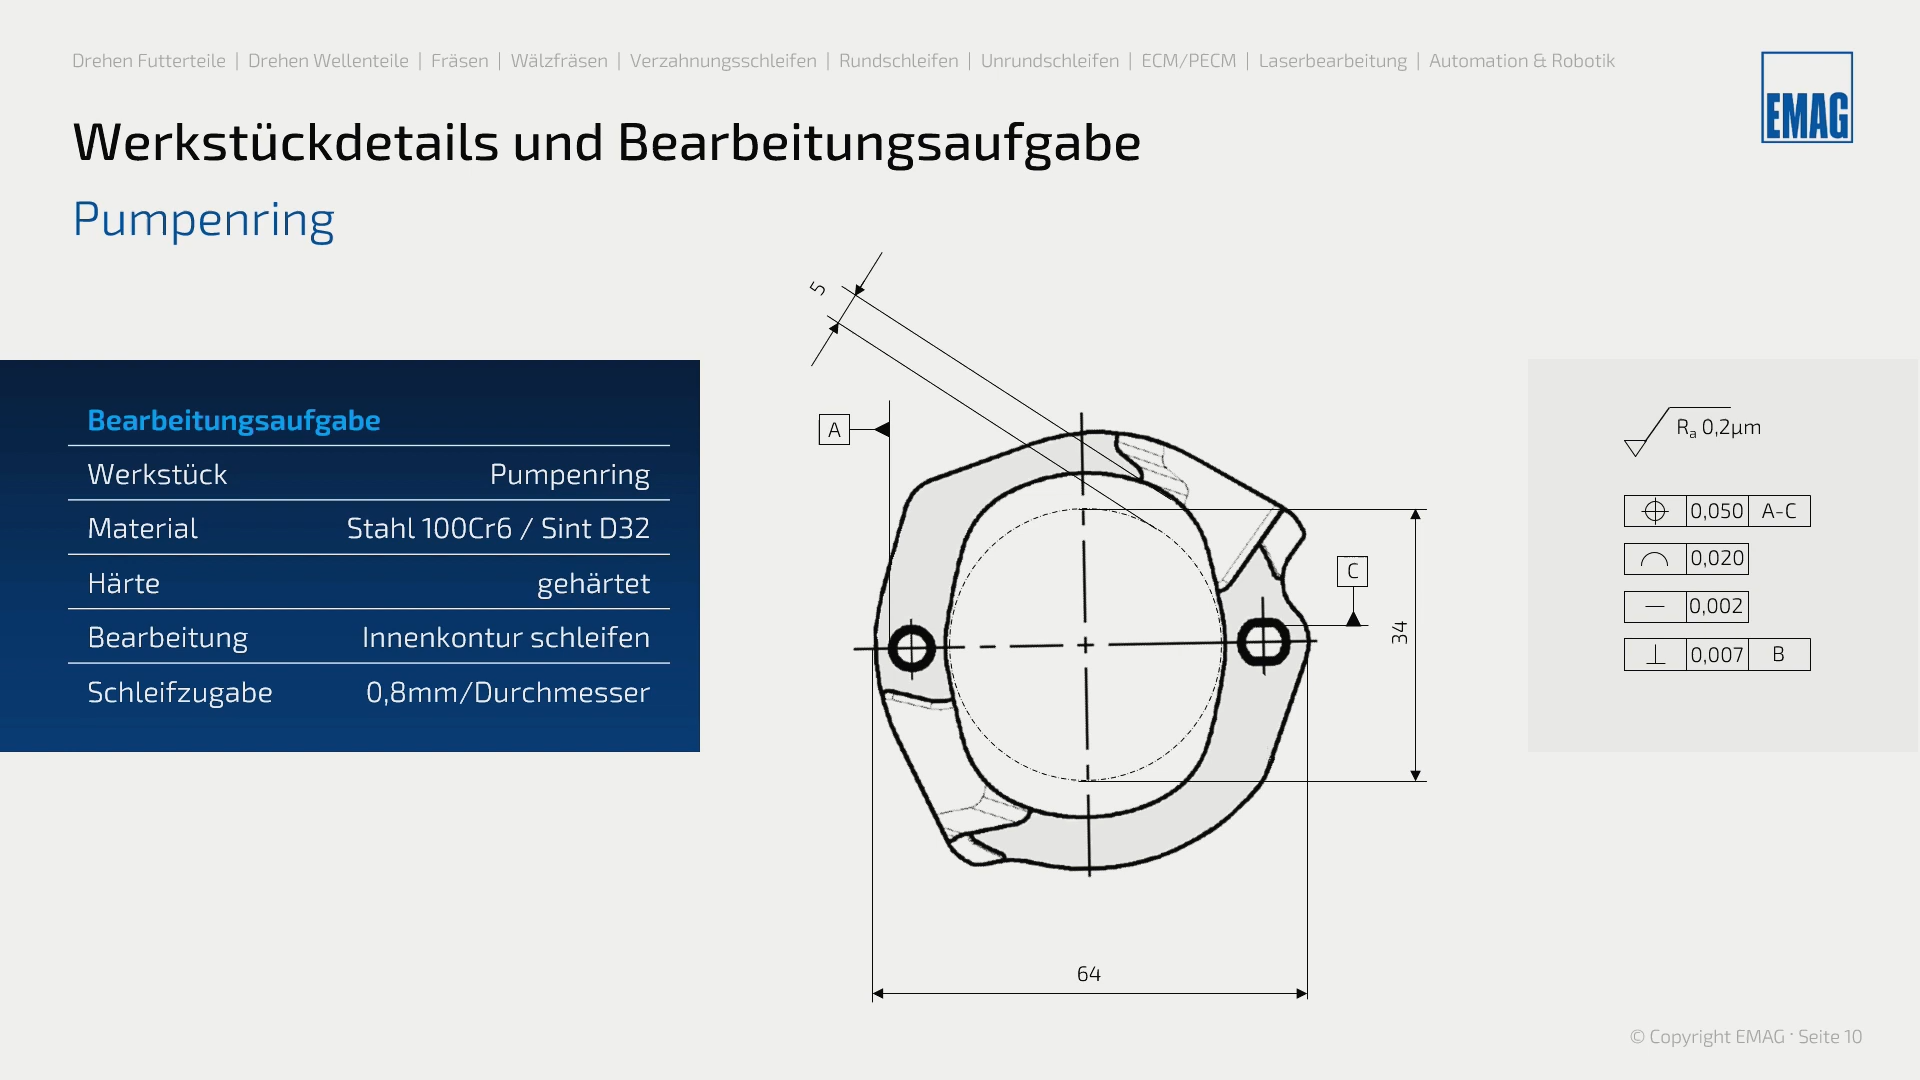 Drehen Futterteile | Drehen Wellenteile | Fräsen | Wälzfräsen | Verzahnungsschleifen | Rundschleifen | Unrundschleifen | ECM/PECM | Laserbearbeitung | Automation & Robotik
EMAG
Werkstückdetails und Bearbeitungsaufgabe
Pumpenring
Bearbeitungsaufgabe
Werkstück Pumpenring
Material Stahl 100Cr6 / Sint D32
Härte gehärtet
Bearbeitung Innenkontur schleifen
Schleifzugabe 0,8mm/Durchmesser
5
A
C
34
64
Ra 0,2µm
0,050 A-C
0,020
0,002
0,007 B
© Copyright EMAG · Seite 10